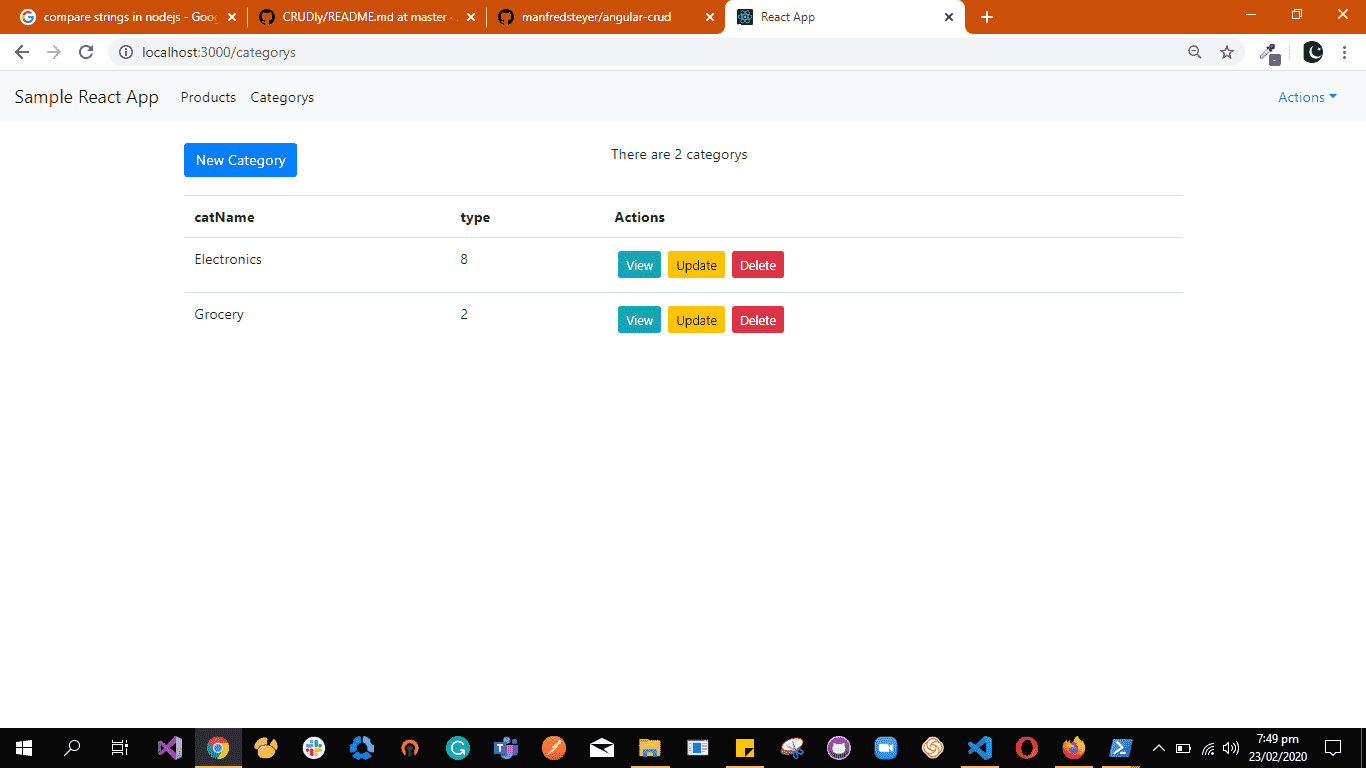 compare strings in nodejs - Goo
CRUDly/README.md at master ·
manfredsteyer/angular-crud
React App
localhost:3000/categorys
Sample React App
Products
Categorys
Actions
New Category
There are 2 categorys
catName type Actions
Electronics 8 View Update Delete
Grocery 2 View Update Delete
7:49 pm
23/02/2020